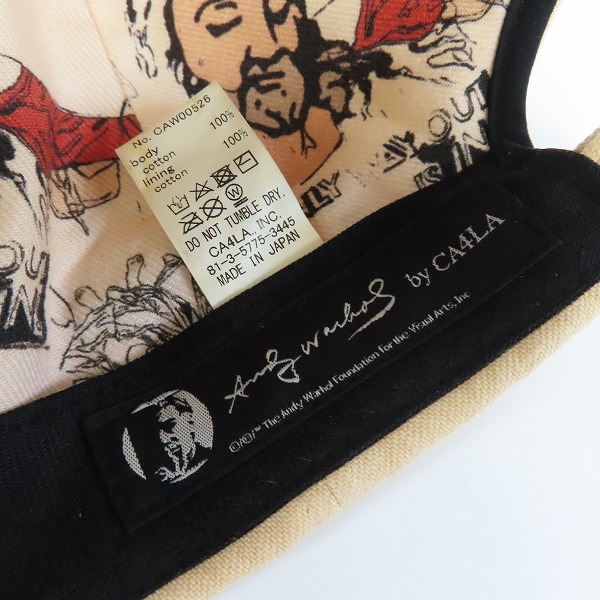 No. CAW00526
body
cotton 100%
lining
cotton 100%
W
DO NOT TUMBLE DRY.
CA4LA., INC.
81-3-5775-3445
MADE IN JAPAN
Andy Warhol by CA4LA
©/®/™ The Andy Warhol Foundation for the Visual Arts, Inc